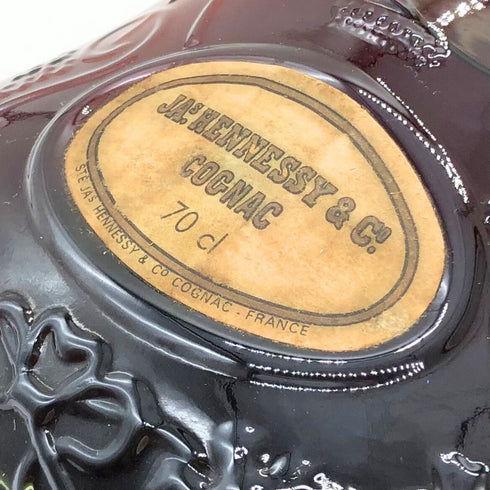 JAS HENNESSY & CO
COGNAC
70 cl
STE JAS HENNESSY & CO COGNAC - FRANCE